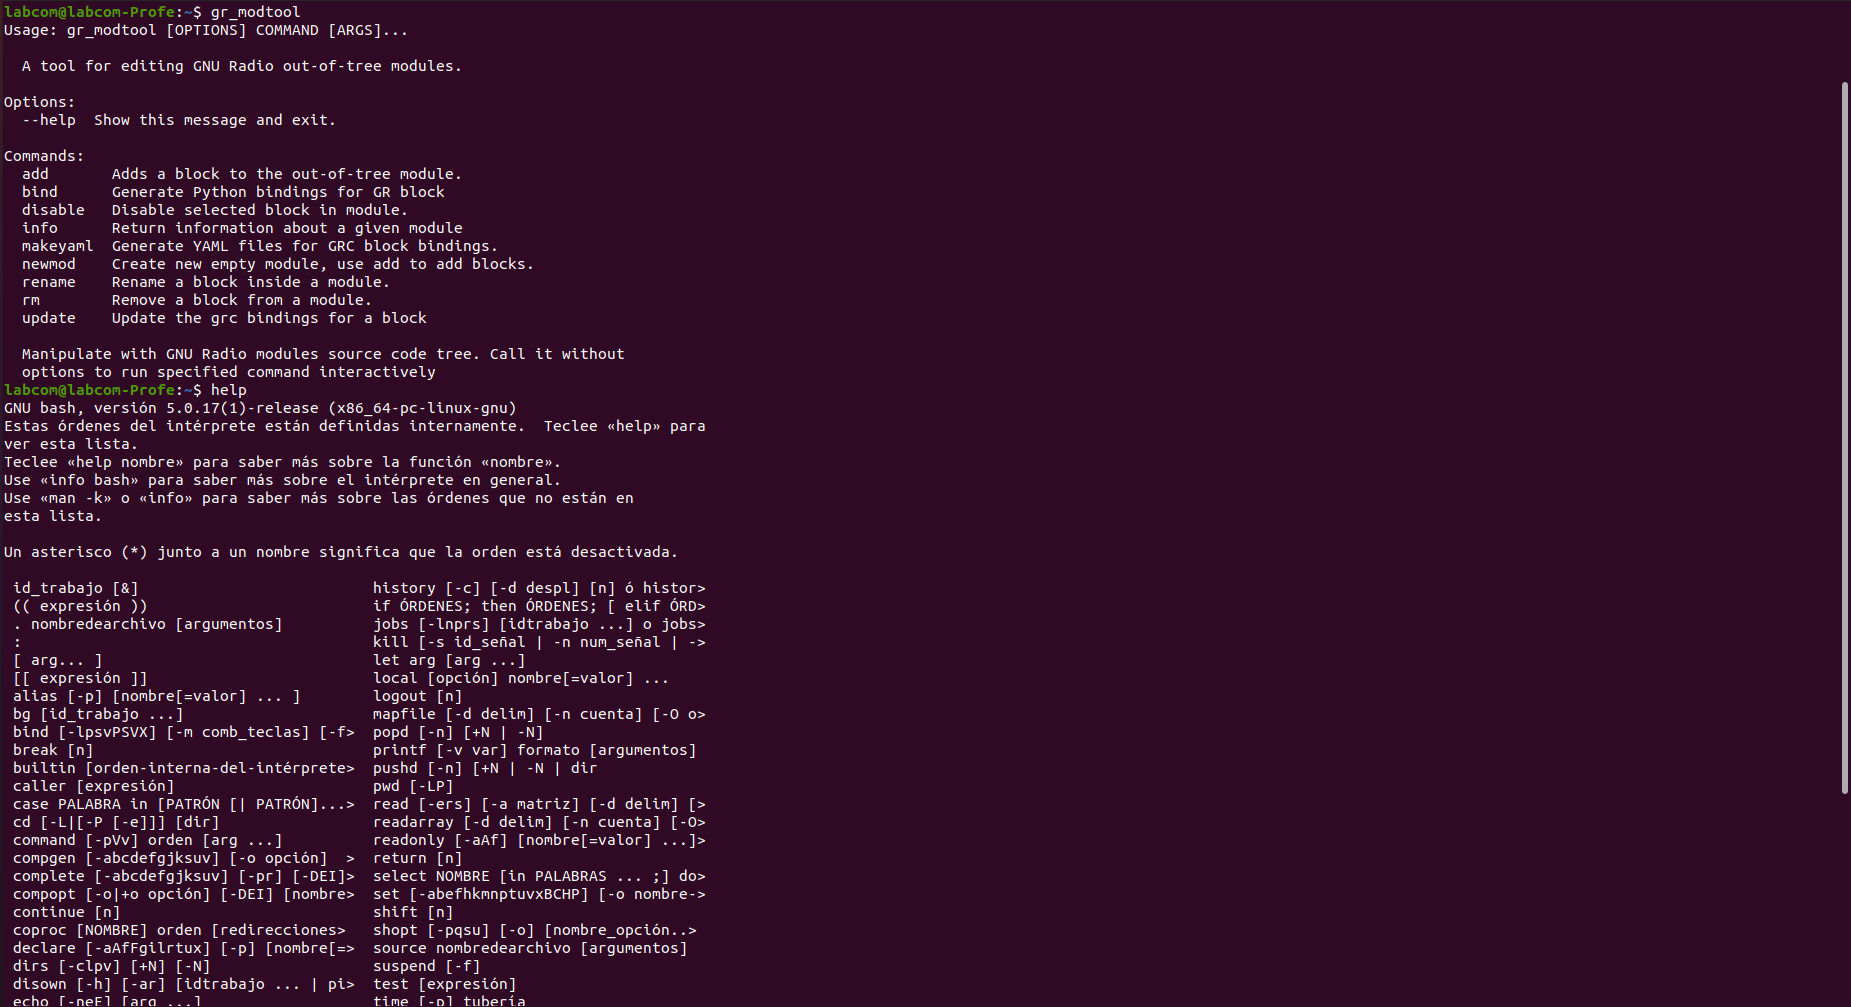 labcom@labcom-Profe:~$ gr_modtool
Usage: gr_modtool [OPTIONS] COMMAND [ARGS]...
A tool for editing GNU Radio out-of-tree modules.
Options:
--help  Show this message and exit.
Commands:
add       Adds a block to the out-of-tree module.
bind      Generate Python bindings for GR block
disable   Disable selected block in module.
info      Return information about a given module
makeyaml  Generate YAML files for GRC block bindings.
newmod    Create new empty module, use add to add blocks.
rename    Rename a block inside a module.
rm        Remove a block from a module.
update    Update the grc bindings for a block
Manipulate with GNU Radio modules source code tree. Call it without
options to run specified command interactively
labcom@labcom-Profe:~$ help
GNU bash, versión 5.0.17(1)-release (x86_64-pc-linux-gnu)
Estas órdenes del intérprete están definidas internamente.  Teclee «help» para
ver esta lista.
Teclee «help nombre» para saber más sobre la función «nombre».
Use «info bash» para saber más sobre el intérprete en general.
Use «man -k» o «info» para saber más sobre las órdenes que no están en
esta lista.
Un asterisco (*) junto a un nombre significa que la orden está desactivada.
id_trabajo [&]                          history [-c] [-d despl] [n] ó histor>
(( expresión ))                         if ÓRDENES; then ÓRDENES; [ elif ÓRD>
. nombredearchivo [argumentos]          jobs [-lnprs] [idtrabajo ...] o jobs>
:                                       kill [-s id_señal | -n num_señal | ->
[ arg... ]                              let arg [arg ...]
[[ expresión ]]                         local [opción] nombre[=valor] ...
alias [-p] [nombre[=valor] ... ]        logout [n]
bg [id_trabajo ...]                     mapfile [-d delim] [-n cuenta] [-O o>
bind [-lpsvPSVX] [-m comb_teclas] [-f>  popd [-n] [+N | -N]
break [n]                               printf [-v var] formato [argumentos]
builtin [orden-interna-del-intérprete>  pushd [-n] [+N | -N | dir
caller [expresión]                      pwd [-LP]
case PALABRA in [PATRÓN [| PATRÓN]...>  read [-ers] [-a matriz] [-d delim] [>
cd [-L|[-P [-e]]] [dir]                 readarray [-d delim] [-n cuenta] [-O>
command [-pVv] orden [arg ...]          readonly [-aAf] [nombre[=valor] ...]>
compgen [-abcdefgjksuv] [-o opción]  >  return [n]
complete [-abcdefgjksuv] [-pr] [-DEI]>  select NOMBRE [in PALABRAS ... ;] do>
compopt [-o|+o opción] [-DEI] [nombre>  set [-abefhkmnptuvxBCHP] [-o nombre->
continue [n]                            shift [n]
coproc [NOMBRE] orden [redirecciones>   shopt [-pqsu] [-o] [nombre_opción..>
declare [-aAfFgilrtux] [-p] [nombre[=>  source nombredearchivo [argumentos]
dirs [-clpv] [+N] [-N]                  suspend [-f]
disown [-h] [-ar] [idtrabajo ... | pi>  test [expresión]
echo [-neE] [arg ...]                   time [-p] tubería